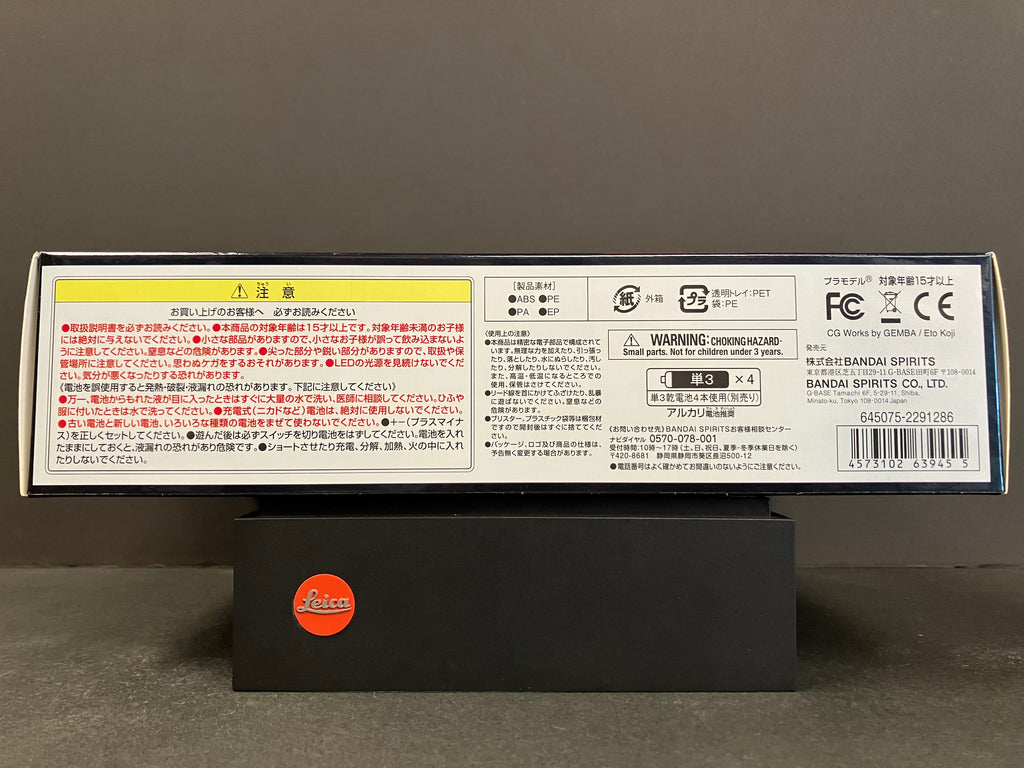 注意
ちゅう い
お買い上げのお客様へ 必ずお読みください
●取扱説明書を必ずお読みください。●本商品の対象年齢は15才以上です。対象年齢未満のお子様
には絶対に与えないでください。●小さな部品がありますので、小さなお子様が誤って飲み込まないよ
うに注意してください。窒息などの危険があります。●尖った部分や鋭い部分がありますので、取扱や保
管場所に注意してください。思わぬケガをするおそれがあります。●LEDの光源を見続けないでくだ
さい。気分が悪くなったりする恐れがあります。
〈電池を誤使用すると発熱・破裂・液漏れの恐れがあります。下記に注意してください〉
●万一、電池からもれた液が目に入ったときはすぐに大量の水で洗い、医師に相談してください。ひふや
服に付いたときは水で洗ってください。●充電式(ニカドなど)電池は、絶対に使用しないでください。
●古い電池と新しい電池、いろいろな種類の電池をまぜて使わないでください。●+-(プラスマイナ
ス)を正しくセットしてください。●遊んだ後は必ずスイッチを切り電池をはずしてください。電池を入れ
たままにしておくと、液漏れの恐れがあり危険です。●ショートさせたり充電、分解、加熱、火の中に入れ
たりしないでください。
[製品素材]
●ABS ●PE
●PA ●EP
紙 外箱
プラ 透明トレイ:PET
袋:PE
〈使用上の注意〉
●本商品は精密な電子部品で構成されて
います。無理な力を加えたり、引っ張っ
たり、落としたり、水にぬらしたり、汚し
たり、分解したりしないでください。
また、高温・低温になるところでの
使用、保管はさけてください。
●リード線を首にかけてふざけたり、乱暴
に遊ばないでください。窒息などの
危険があります。
●ブリスター、プラスチック袋等は梱包材
ですので開封後はすぐに捨ててくだ
さい。
●パッケージ、ロゴ及び商品の仕様は、
予告無く変更する場合があります。
WARNING: CHOKING HAZARD-
Small parts. Not for children under 3 years.
単3 ×4
単3乾電池4本使用(別売り)
アルカリ電池推奨
〈お問い合わせ先〉BANDAI SPIRITSお客様相談センター
ナビダイヤル 0570-078-001
受付時間:10時~17時(土、日、祝日、夏季・冬季休業日を除く)
〒420-8681 静岡県静岡市葵区長沼500-12
●電話番号はよく確かめてお間違いのないようにご注意ください。
プラモデル® 対象年齢15才以上
FC CE
CG Works by GEMBA / Eto Koji
発売元
株式会社BANDAI SPIRITS
東京都港区芝五丁目29-11 G-BASE田町6F 〒108-0014
BANDAI SPIRITS CO., LTD.
G-BASE Tamachi 6F, 5-29-11, Shiba,
Minato-ku, Tokyo 108-0014 Japan
645075-2291286
4573102 63945 5
Leica